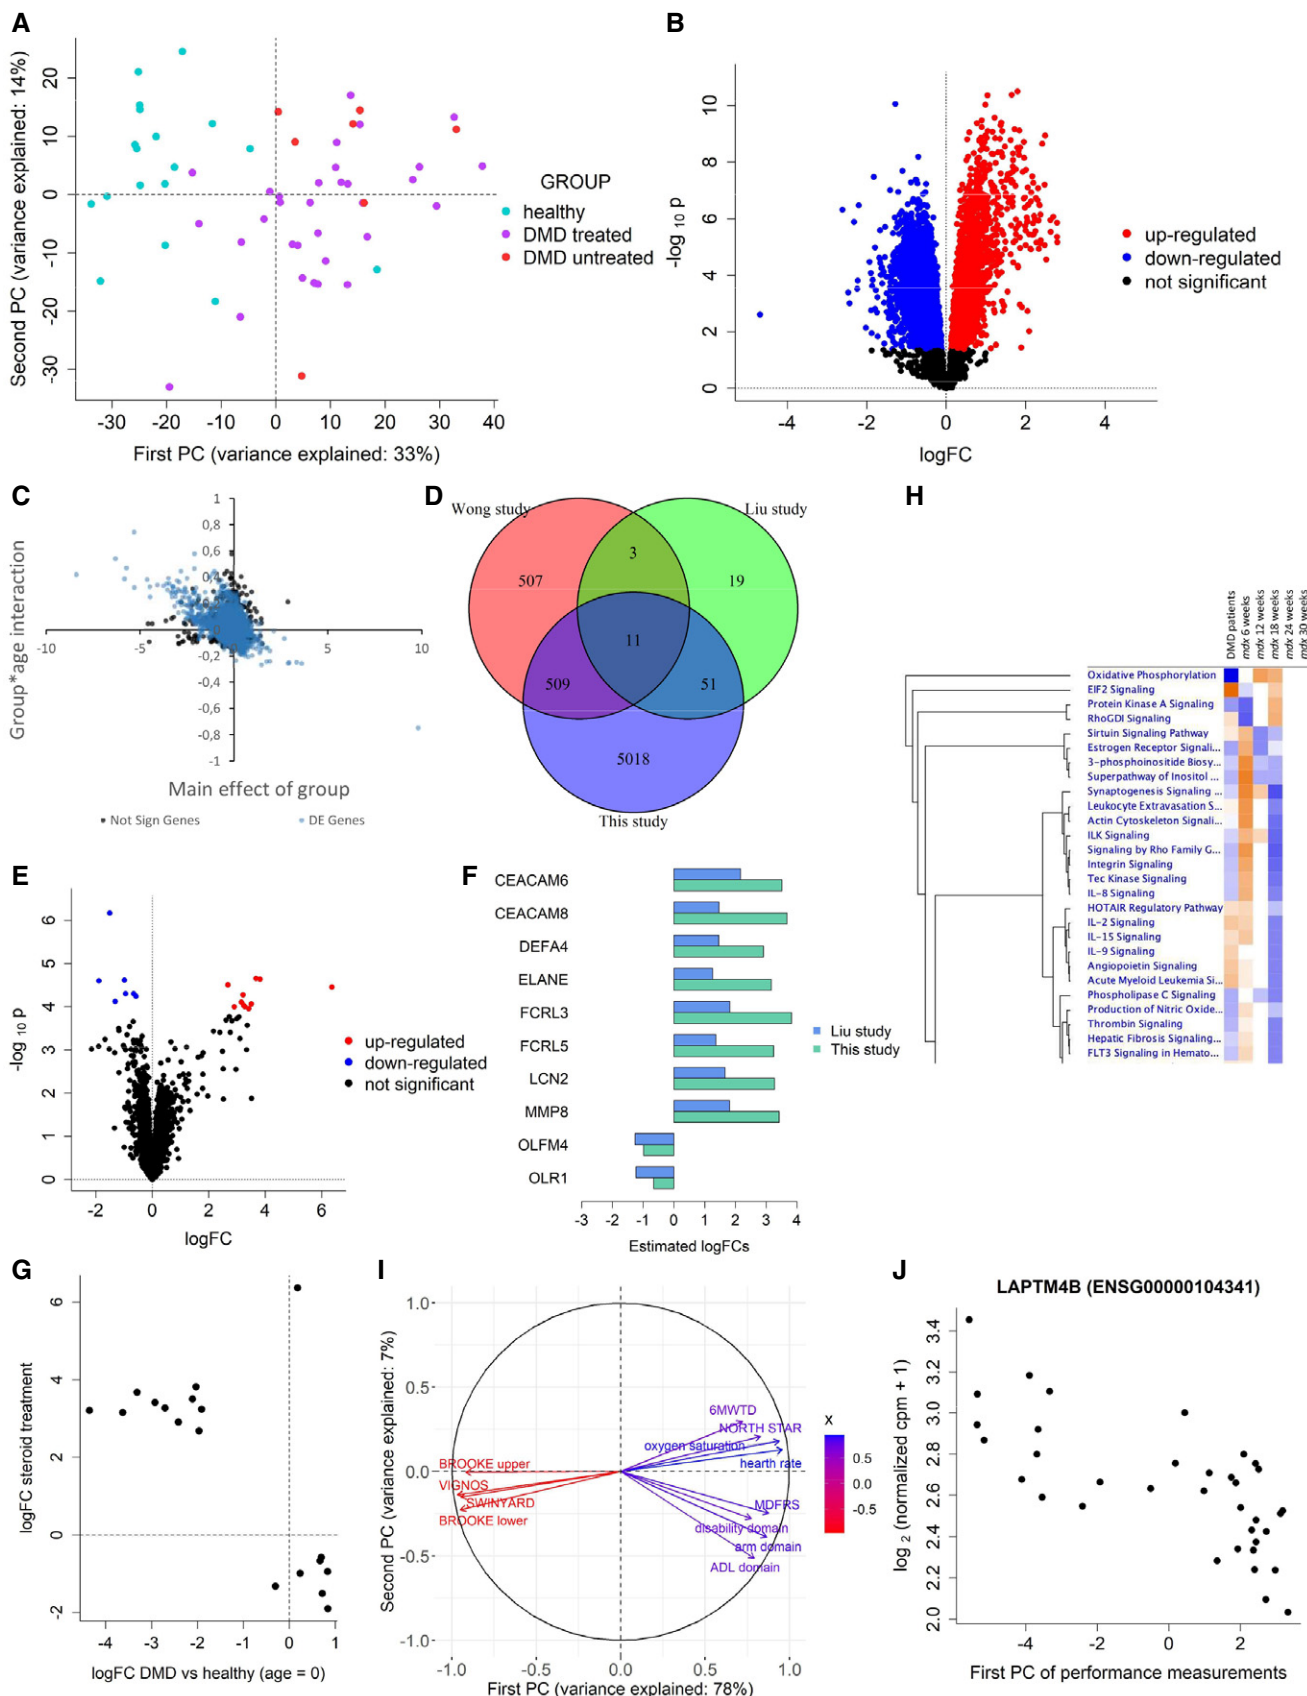 A
Second PC (variance explained: 14%)
20
10
0
-10
-20
-30
-30
-20
-10
0
10
20
30
40
First PC (variance explained: 33%)
GROUP
healthy
DMD treated
DMD untreated
B
-log 10 p
10
8
6
4
2
0
-4
-2
0
2
4
logFC
up-regulated
down-regulated
not significant
C
Group*age interaction
1
0,8
0,6
0,4
0,2
0
-0,2
-0,4
-0,6
-0,8
-1
-10
-5
5
10
Main effect of group
Not Sign Genes
DE Genes
D
Wong study
Liu study
507
3
19
11
509
51
5018
This study
H
DMD patients
mdx 6 weeks
mdx 12 weeks
mdx 18 weeks
mdx 24 weeks
mdx 30 weeks
Oxidative Phosphorylation
EIF2 Signaling
Protein Kinase A Signaling
RhoGDI Signaling
Sirtuin Signaling Pathway
Estrogen Receptor Signali...
3-phosphoinositide Biosy...
Superpathway of Inositol ...
Synaptogenesis Signaling ...
Leukocyte Extravasation S...
Actin Cytoskeleton Signali...
ILK Signaling
Signaling by Rho Family G...
Integrin Signaling
Tec Kinase Signaling
IL-8 Signaling
HOTAIR Regulatory Pathway
IL-2 Signaling
IL-15 Signaling
IL-9 Signaling
Angiopoietin Signaling
Acute Myeloid Leukemia Si...
Phospholipase C Signaling
Production of Nitric Oxide...
Thrombin Signaling
Hepatic Fibrosis Signaling...
FLT3 Signaling in Hemato...
E
-log 10 p
6
5
4
3
2
1
0
-2
0
2
4
6
logFC
up-regulated
down-regulated
not significant
F
CEACAM6
CEACAM8
DEFA4
ELANE
FCRL3
FCRL5
LCN2
MMP8
OLFM4
OLR1
-3
-2
-1
0
1
2
3
4
Estimated logFCs
Liu study
This study
G
logFC steroid treatment
6
4
2
0
-2
-4
-3
-2
-1
0
1
logFC DMD vs healthy (age = 0)
I
Second PC (variance explained: 7%)
1.0
0.5
0.0
-0.5
-1.0
-1.0
-0.5
0.0
0.5
1.0
First PC (variance explained: 78%)
6MWTD
NORTH STAR
oxygen saturation
hearth rate
BROOKE upper
VIGNOS
SWINYARD
BROOKE lower
MDFRS
disability domain
arm domain
ADL domain
x
0.5
0.0
-0.5
J
LAPTM4B (ENSG00000104341)
log 2 (normalized cpm + 1)
3.4
3.2
3.0
2.8
2.6
2.4
2.2
2.0
-4
-2
0
2
First PC of performance measurements